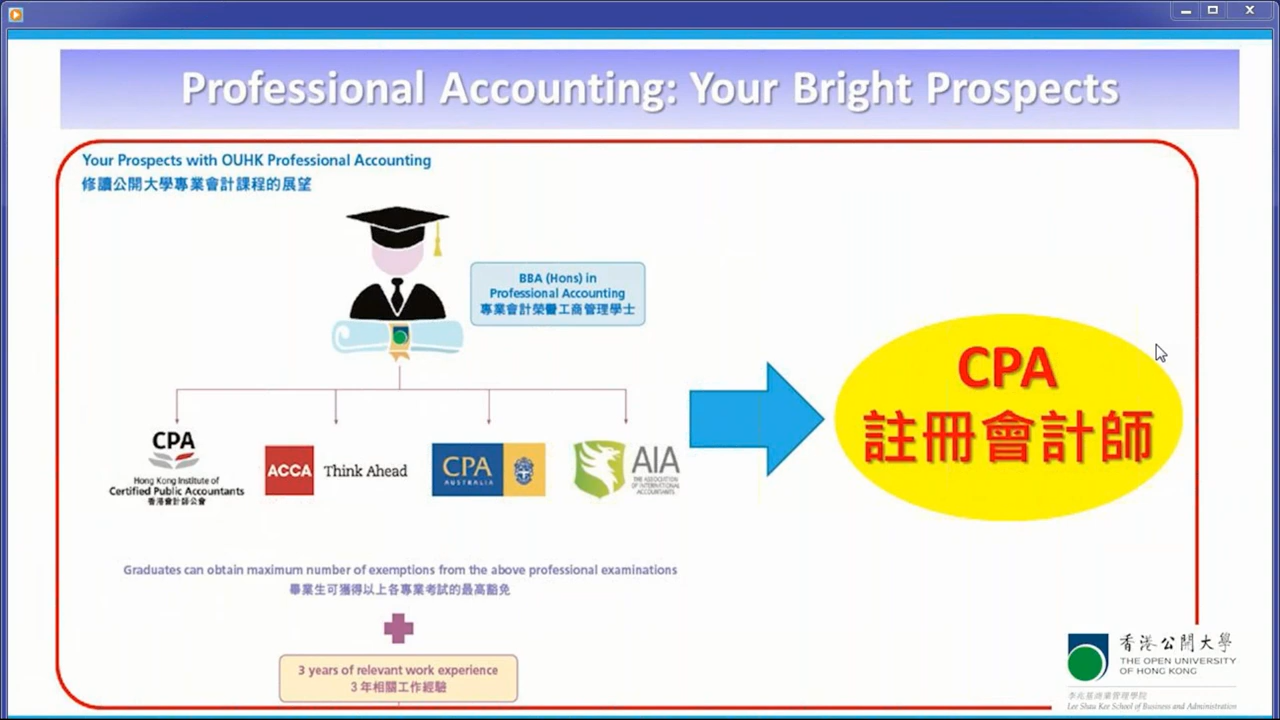 Professional Accounting: Your Bright Prospects
Your Prospects with OUHK Professional Accounting
修讀公開大學專業會計課程的展望
BBA (Hons) in
Professional Accounting
專業會計榮譽工商管理學士
CPA
Hong Kong Institute of
Certified Public Accountants
香港會計師公會
ACCA
Think Ahead
CPA
AUSTRALIA
AIA
THE ASSOCIATION
OF INTERNATIONAL
ACCOUNTANTS
CPA
註冊會計師
Graduates can obtain maximum number of exemptions from the above professional examinations
畢業生可獲得以上各專業考試的最高豁免
3 years of relevant work experience
3年相關工作經驗
香港公開大學
THE OPEN UNIVERSITY
OF HONG KONG
李兆基商業管理學院
Lee Shau Kee School of Business and Administration